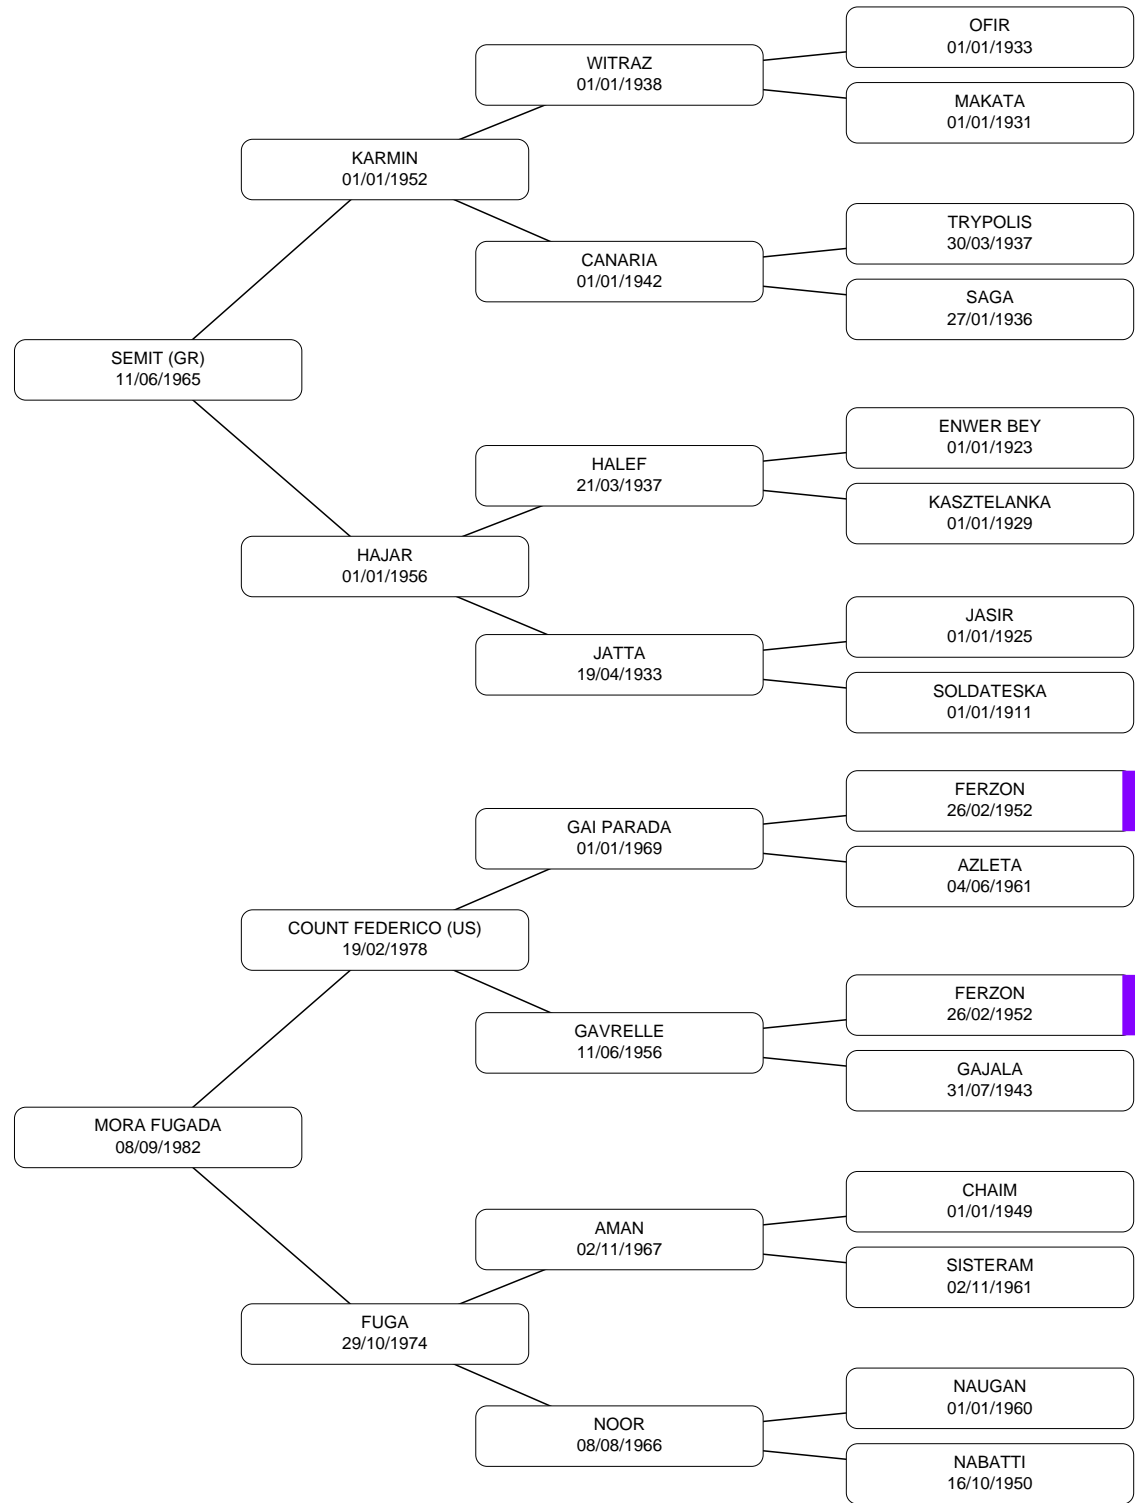 OFIR
01/01/1933
WITRAZ
01/01/1938
MAKATA
01/01/1931
KARMIN
01/01/1952
TRYPOLIS
30/03/1937
CANARIA
01/01/1942
SAGA
27/01/1936
SEMIT (GR)
11/06/1965
ENWER BEY
01/01/1923
HALEF
21/03/1937
KASZTELANKA
01/01/1929
HAJAR
01/01/1956
JASIR
01/01/1925
JATTA
19/04/1933
SOLDATESKA
01/01/1911
FERZON
26/02/1952
GAI PARADA
01/01/1969
AZLETA
04/06/1961
COUNT FEDERICO (US)
19/02/1978
FERZON
26/02/1952
GAVRELLE
11/06/1956
GAJALA
31/07/1943
MORA FUGADA
08/09/1982
CHAIM
01/01/1949
AMAN
02/11/1967
SISTERAM
02/11/1961
FUGA
29/10/1974
NAUGAN
01/01/1960
NOOR
08/08/1966
NABATTI
16/10/1950